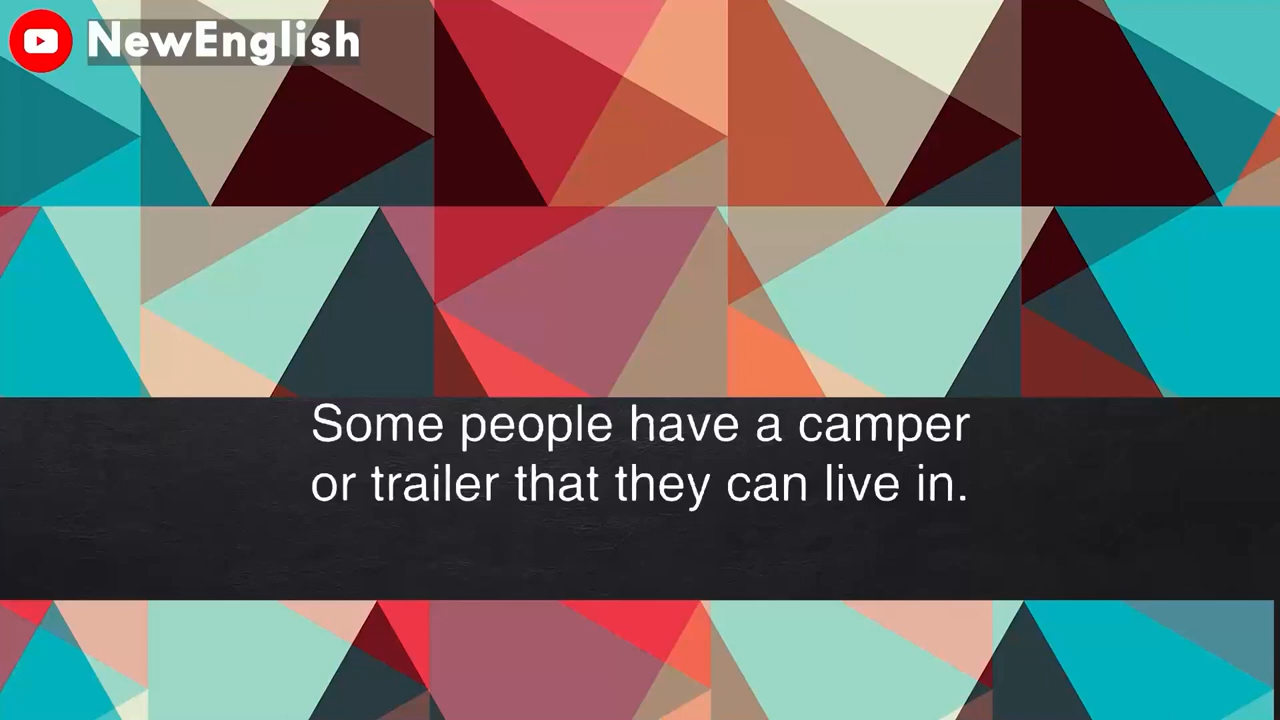 NewEnglish
Some people have a camper
or trailer that they can live in.